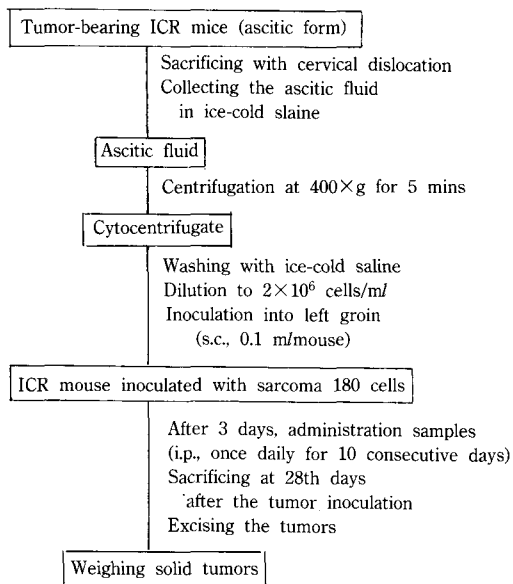 Tumor-bearing ICR mice (ascitic form)
Sacrificing with cervical dislocation
Collecting the ascitic fluid
in ice-cold slaine
Ascitic fluid
Centrifugation at 400×g for 5 mins
Cytocentrifugate
Washing with ice-cold saline
Dilution to 2×10⁶ cells/ml
Inoculation into left groin
(s.c., 0.1 m/mouse)
ICR mouse inoculated with sarcoma 180 cells
After 3 days, administration samples
(i.p., once daily for 10 consecutive days)
Sacrificing at 28th days
after the tumor inoculation
Excising the tumors
Weighing solid tumors